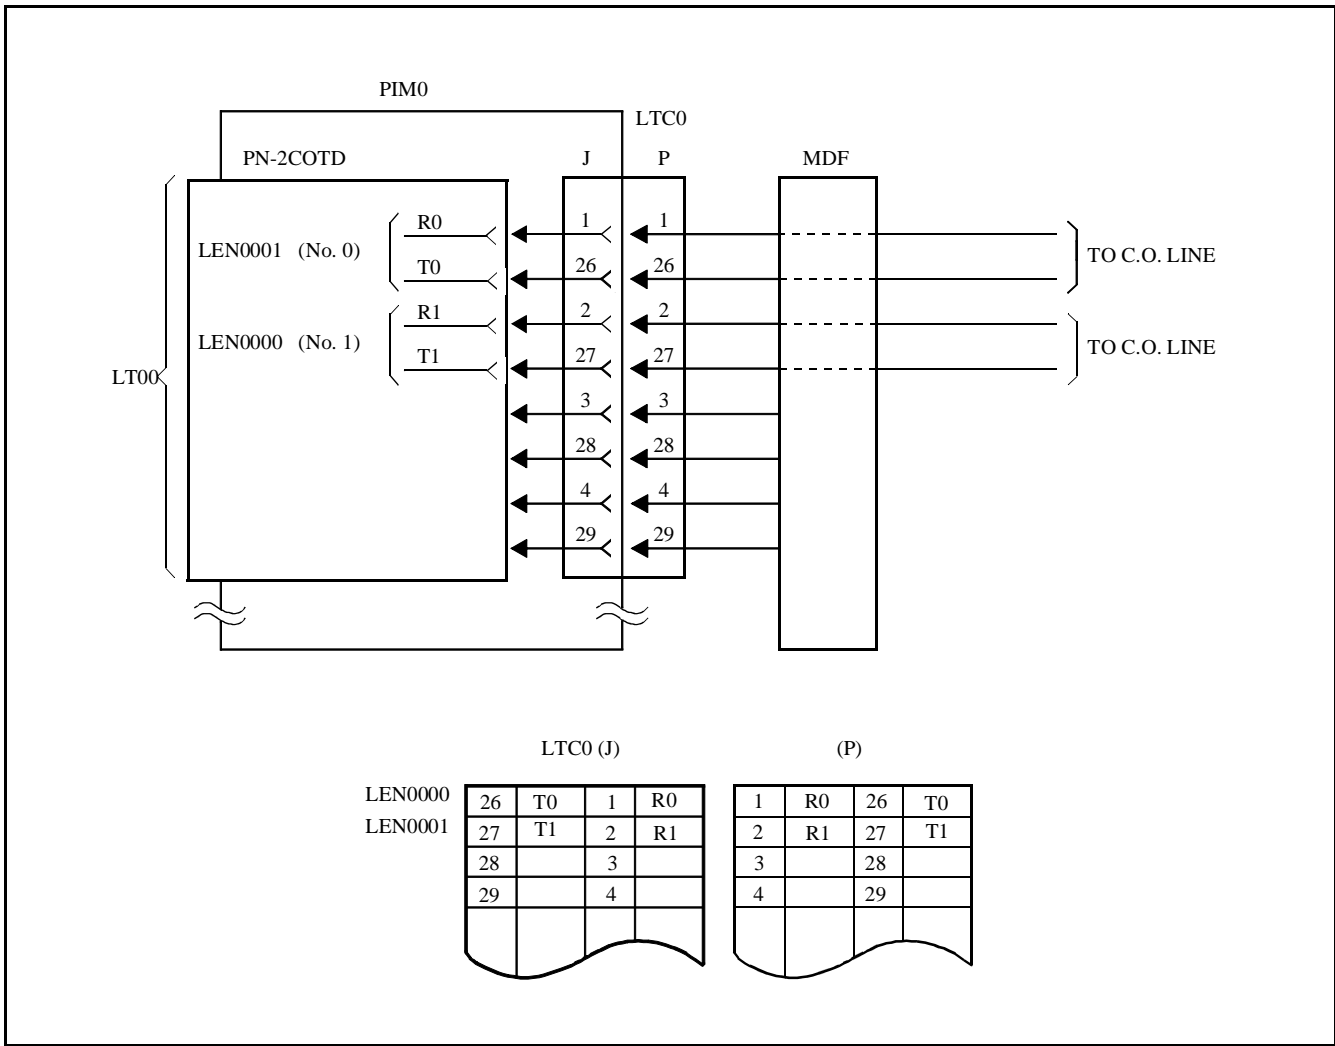 PIM0
LTC0
PN-2COTD J P MDF
R0 1 1
LEN0001 (No. 0) TO C.O. LINE
T0 26 26
R1 2 2
LEN0000 (No. 1) TO C.O. LINE
T1 27 27
LT00
3 3
28 28
4 4
29 29
LTC0 (J) (P)
LEN0000 26 T0 1 R0 1 R0 26 T0
LEN0001 27 T1 2 R1 2 R1 27 T1
28 3 3 28
29 4 4 29